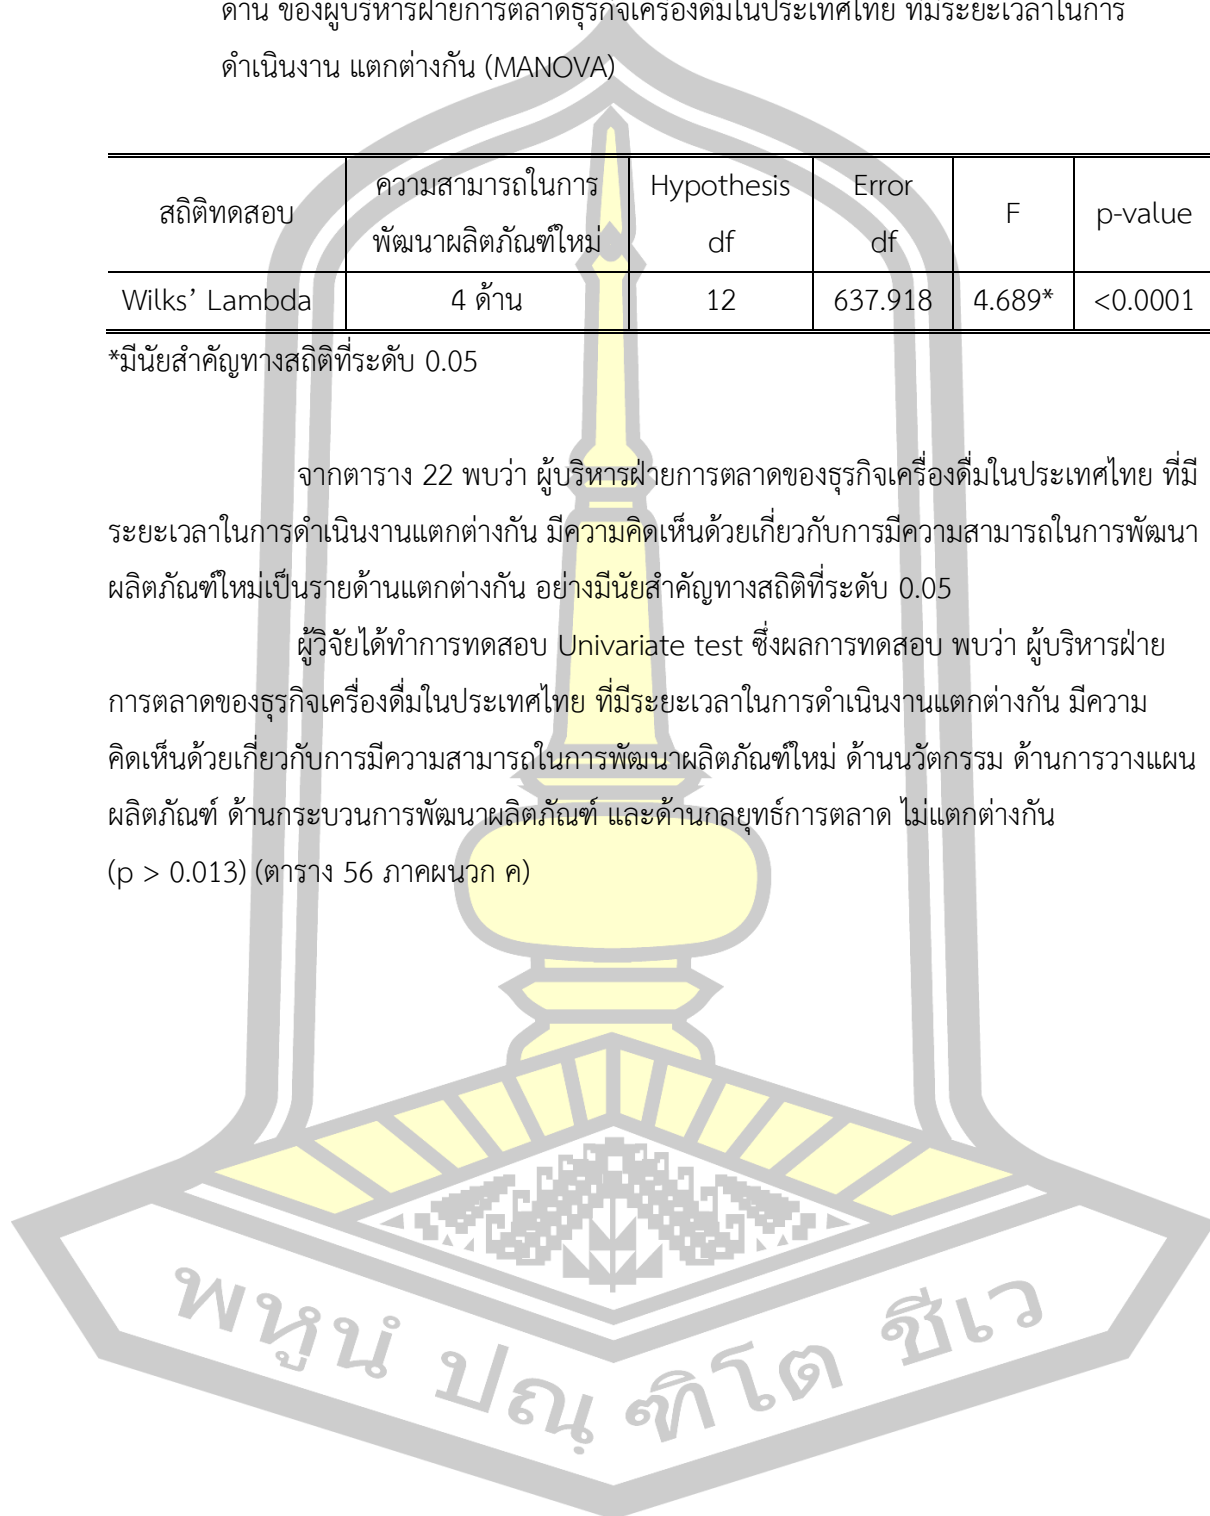 ด้าน ของผู้บริหารฝ่ายการตลาดธุรกิจเครื่องดื่มในประเทศไทย ที่มีระยะเวลาในการ
ดำเนินงาน แตกต่างกัน (MANOVA)
สถิติทดสอบ ความสามารถในการ Hypothesis Error F p-value
พัฒนาผลิตภัณฑ์ใหม่ df df
Wilks’ Lambda 4 ด้าน 12 637.918 4.689* <0.0001
*มีนัยสำคัญทางสถิติที่ระดับ 0.05
จากตาราง 22 พบว่า ผู้บริหารฝ่ายการตลาดของธุรกิจเครื่องดื่มในประเทศไทย ที่มี
ระยะเวลาในการดำเนินงานแตกต่างกัน มีความคิดเห็นด้วยเกี่ยวกับการมีความสามารถในการพัฒนา
ผลิตภัณฑ์ใหม่เป็นรายด้านแตกต่างกัน อย่างมีนัยสำคัญทางสถิติที่ระดับ 0.05
ผู้วิจัยได้ทำการทดสอบ Univariate test ซึ่งผลการทดสอบ พบว่า ผู้บริหารฝ่าย
การตลาดของธุรกิจเครื่องดื่มในประเทศไทย ที่มีระยะเวลาในการดำเนินงานแตกต่างกัน มีความ
คิดเห็นด้วยเกี่ยวกับการมีความสามารถในการพัฒนาผลิตภัณฑ์ใหม่ ด้านนวัตกรรม ด้านการวางแผน
ผลิตภัณฑ์ ด้านกระบวนการพัฒนาผลิตภัณฑ์ และด้านกลยุทธ์การตลาด ไม่แตกต่างกัน
(p > 0.013) (ตาราง 56 ภาคผนวก ค)
พหูนํ ปณฺฑิโต ชีเว